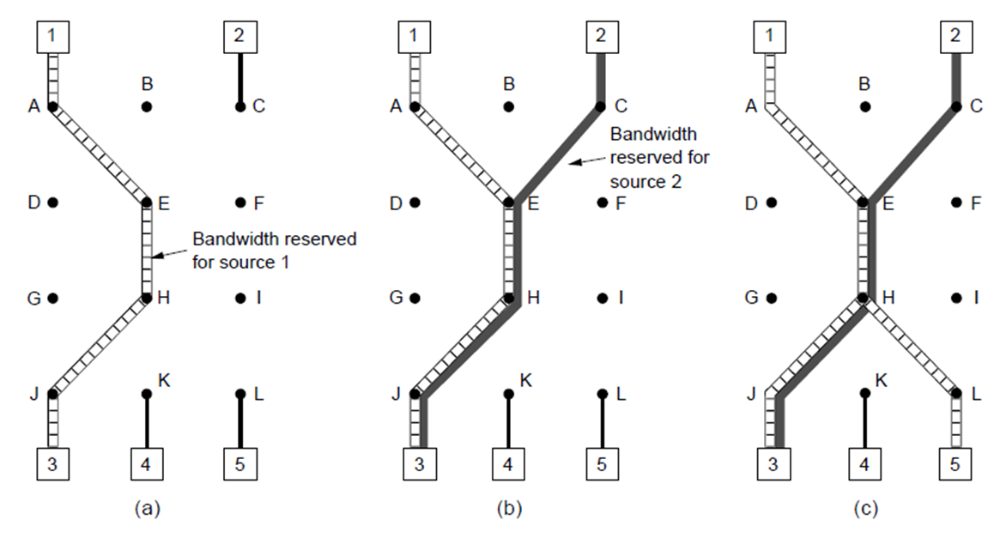 1
2
B
A
C
D
E
F
Bandwidth reserved
for source 1
G
H
I
K
J
L
3
4
5
(a)
1
2
B
A
C
Bandwidth
reserved for
source 2
D
E
F
G
H
I
K
J
L
3
4
5
(b)
1
2
B
A
C
D
E
F
G
H
I
K
J
L
3
4
5
(c)